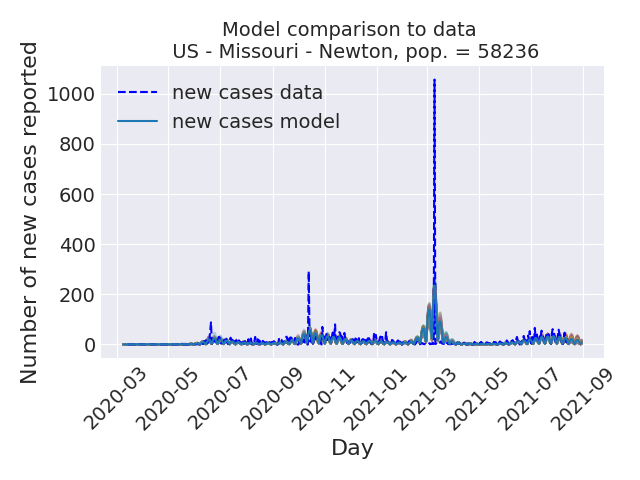 Model comparison to data
US - Missouri - Newton, pop. = 58236
Number of new cases reported
1000
800
600
400
200
0
new cases data
new cases model
2020-03
2020-05
2020-07
2020-09
2020-11
2021-01
2021-03
2021-05
2021-07
2021-09
Day